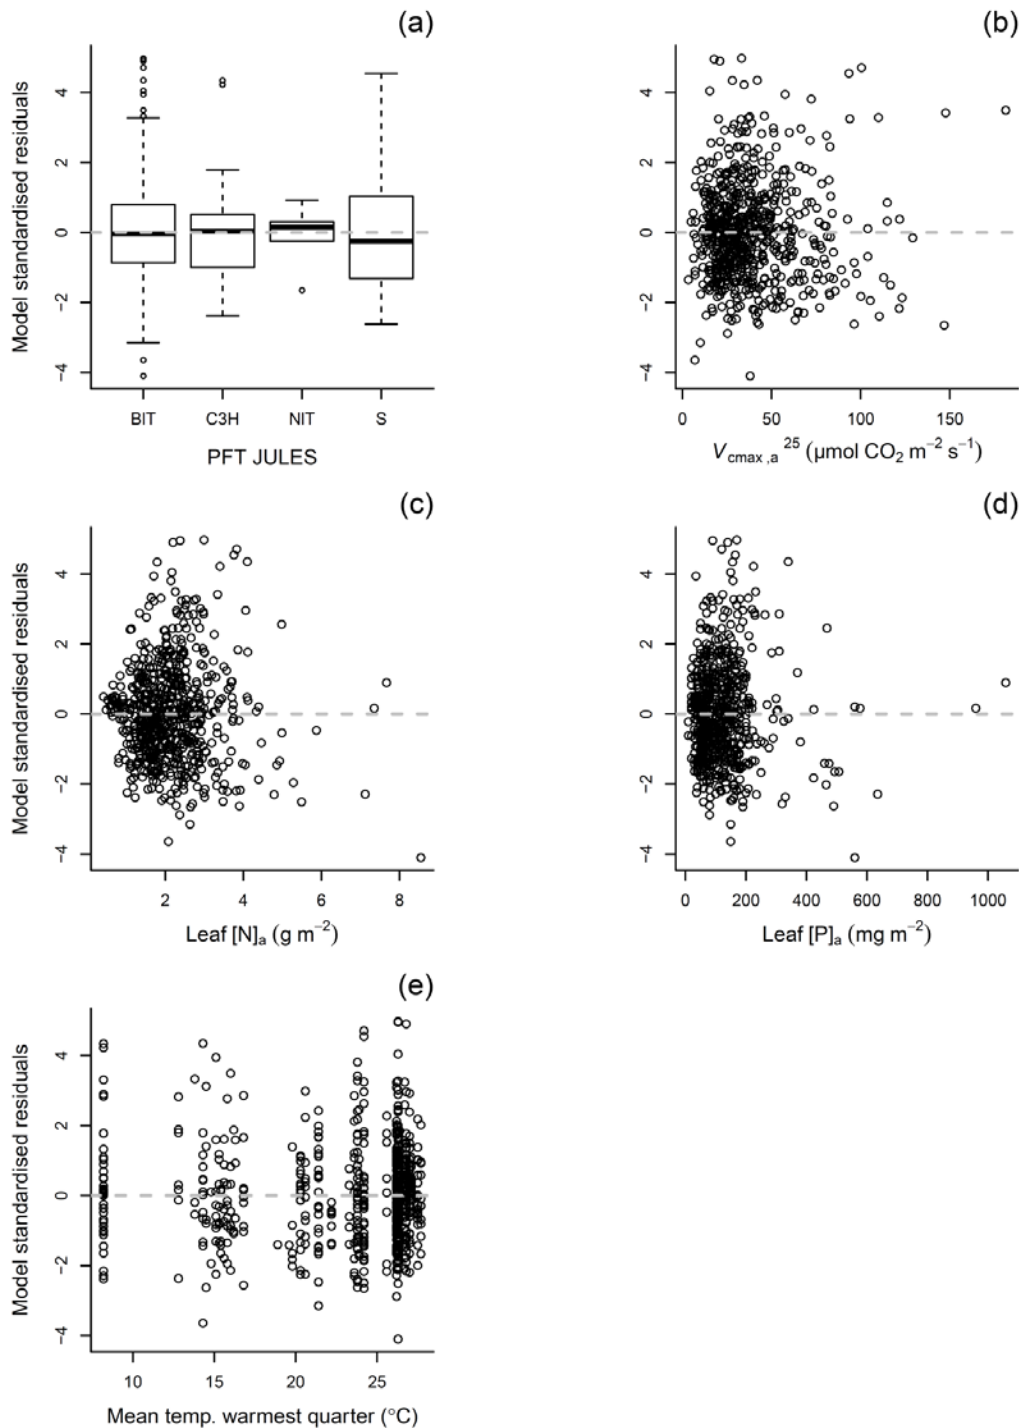 (a)
Model standardised residuals
4
2
0
−2
−4
BlT C3H NlT S
PFT JULES
(b)
4
2
0
−2
−4
0 50 100 150
Vcmax,a 25 (µmol CO2 m−2 s−1)
(c)
Model standardised residuals
4
2
0
−2
−4
2 4 6 8
Leaf [N]a (g m−2)
(d)
4
2
0
−2
−4
0 200 400 600 800 1000
Leaf [P]a (mg m−2)
(e)
Model standardised residuals
4
2
0
−2
−4
10 15 20 25
Mean temp. warmest quarter (°C)